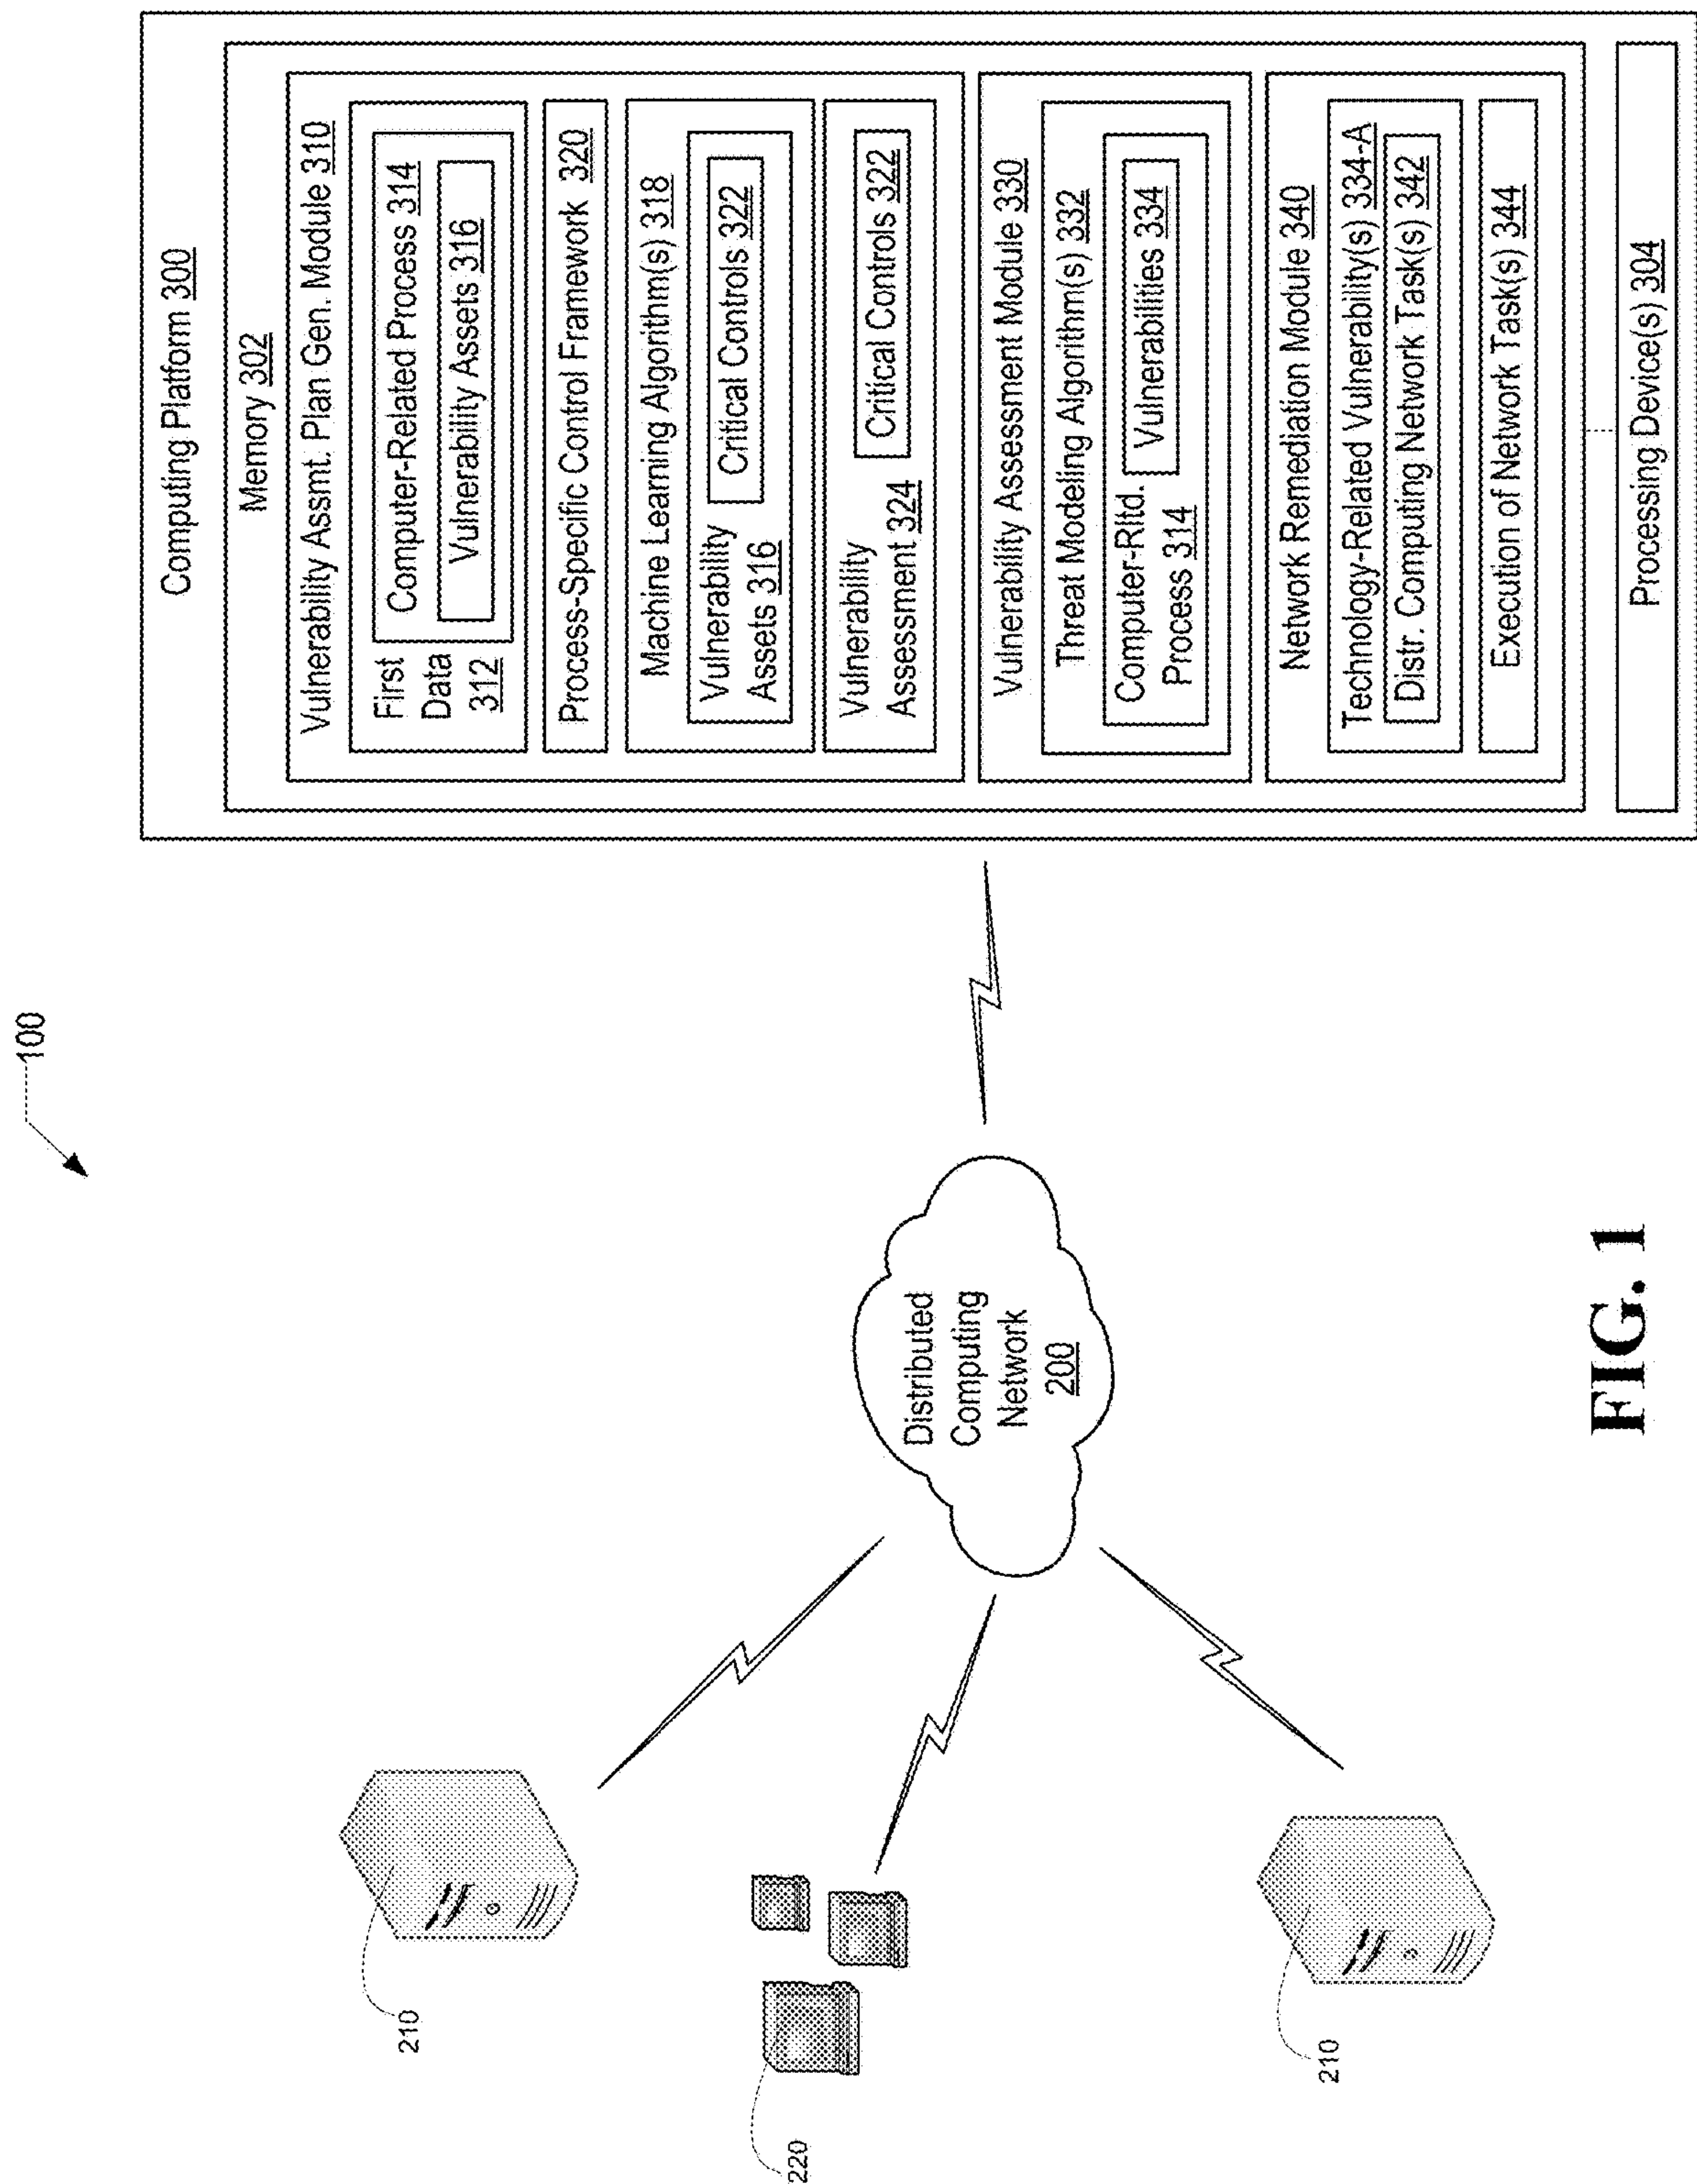 100
Computing Platform 300
Memory 302
Vulnerability Assmt. Plan Gen. Module 310
First
Data
312
Computer-Related Process 314
Vulnerability Assets 316
Process-Specific Control Framework 320
Machine Learning Algorithm(s) 318
Vulnerability
Assets 316
Critical Controls 322
Vulnerability
Assessment 324
Critical Controls 322
Vulnerability Assessment Module 330
Threat Modeling Algorithm(s) 332
Computer-Rltd.
Process 314
Vulnerabilities 334
Network Remediation Module 340
Technology-Related Vulnerability(s) 334-A
Distr. Computing Network Task(s) 342
Execution of Network Task(s) 344
Processing Device(s) 304
Distributed
Computing
Network
200
210
220
210
FIG. 1